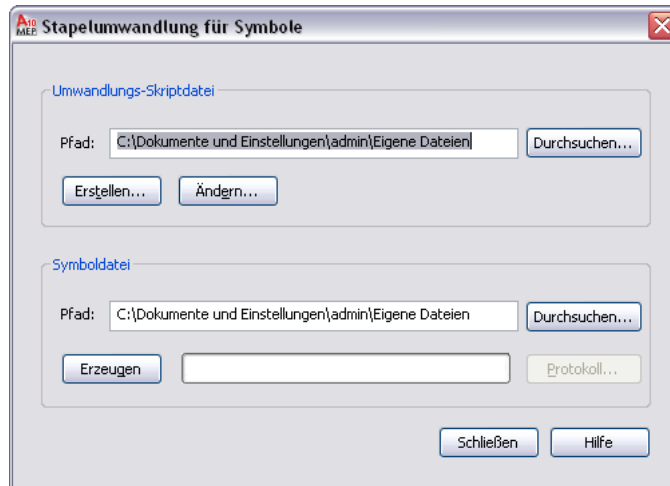 A10
MEP Stapelumwandlung für Symbole
Umwandlungs-Skriptdatei
Pfad: C:\Dokumente und Einstellungen\admin\Eigene Dateien Durchsuchen...
Erstellen... Ändern...
Symboldatei
Pfad: C:\Dokumente und Einstellungen\admin\Eigene Dateien Durchsuchen...
Erzeugen Protokoll...
Schließen Hilfe